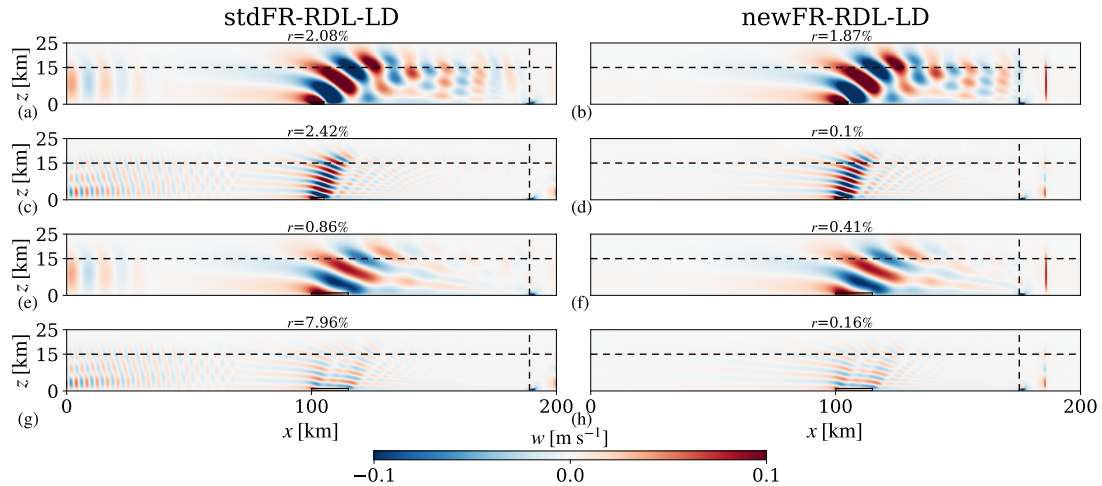 stdFR-RDL-LD
newFR-RDL-LD
r=2.08%
r=1.87%
25
15
0
z [km]
(a)
(b)
r=2.42%
r=0.1%
25
15
0
z [km]
(c)
(d)
r=0.86%
r=0.41%
25
15
0
z [km]
(e)
(f)
r=7.96%
r=0.16%
25
15
0
z [km]
(g)
(h)
0 100 200
0 100 200
x [km]
x [km]
w [m s⁻¹]
−0.1 0.0 0.1